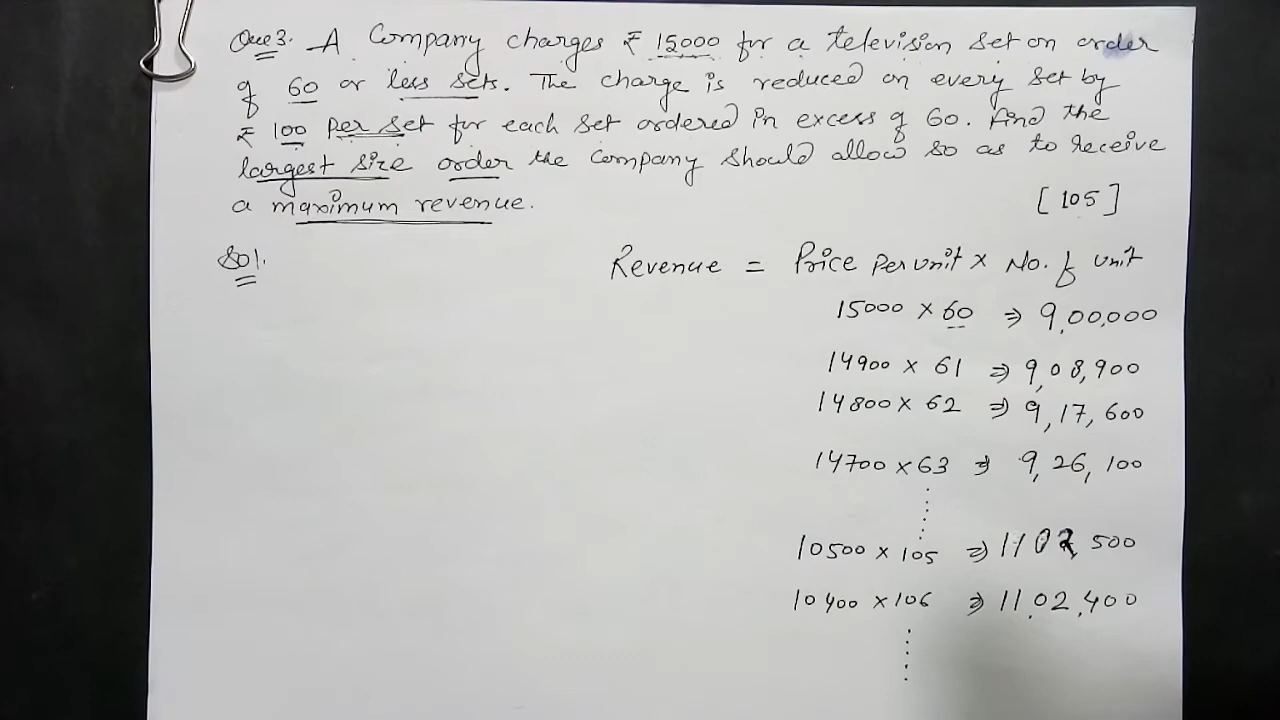 Que 3. A Company charges ₹ 15000 for a television set on order
of 60 or less sets. The charge is reduced on every set by
₹ 100 per set for each set ordered in excess of 60. find the
largest size order the company should allow so as to receive
a maximum revenue. [105]
Sol. Revenue = Price per unit × No. of unit
15000 × 60 ⇒ 9,00,000
14900 × 61 ⇒ 9,08,900
14800 × 62 ⇒ 9,17,600
14700 × 63 ⇒ 9,26,100
10500 × 105 ⇒ 1102,500
10400 × 106 ⇒ 11,02,400